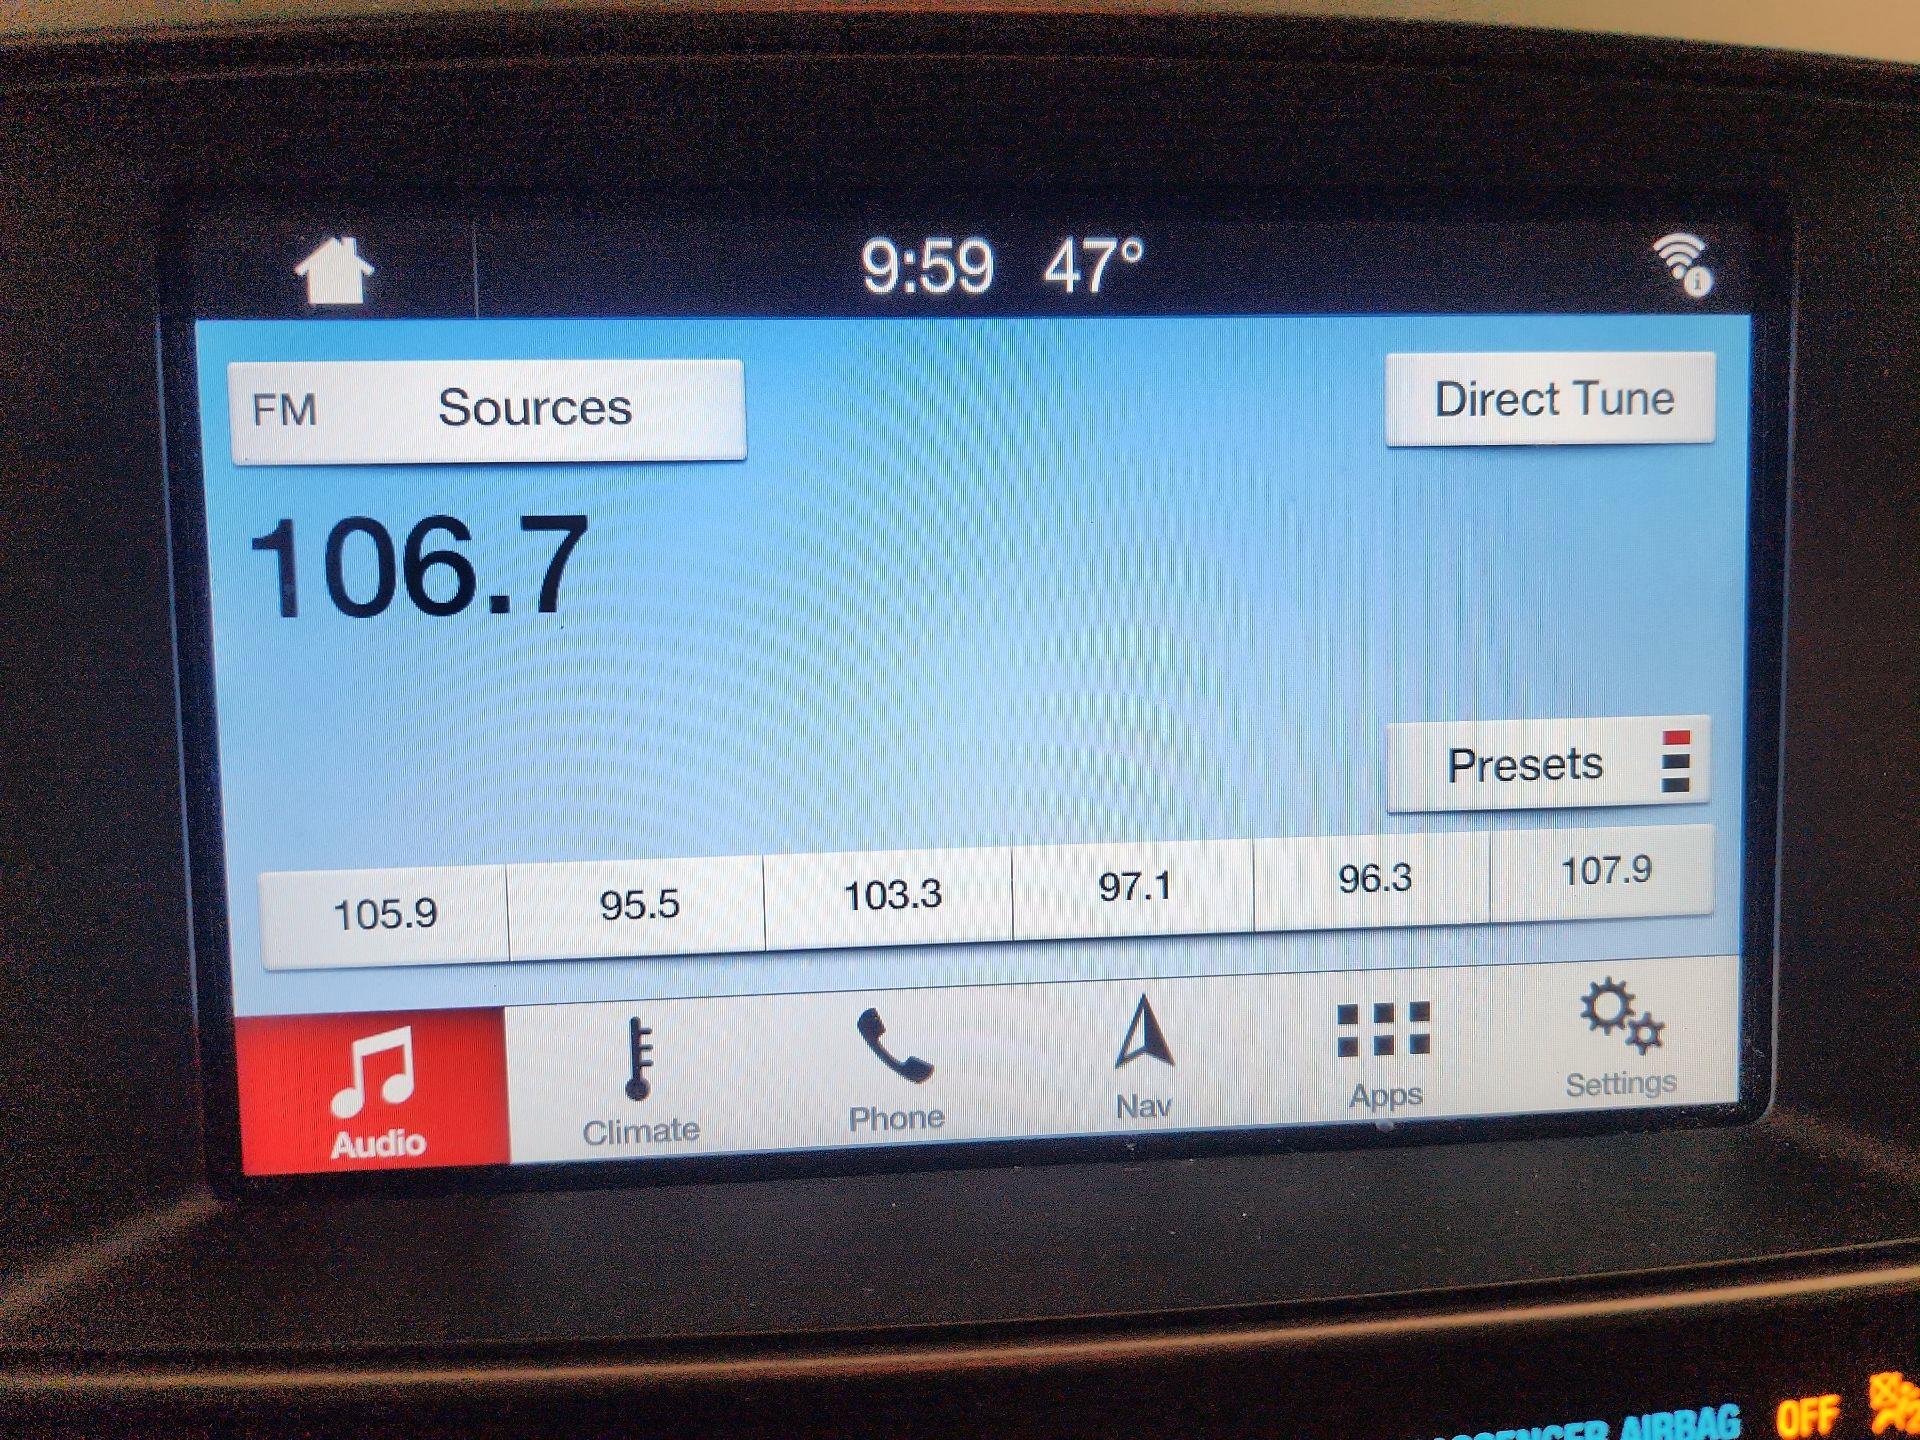 9:59 47°
FM Sources
Direct Tune
106.7
Presets
105.9 95.5 103.3 97.1 96.3 107.9
Audio Climate Phone Nav Apps Settings
AIRBAG OFF